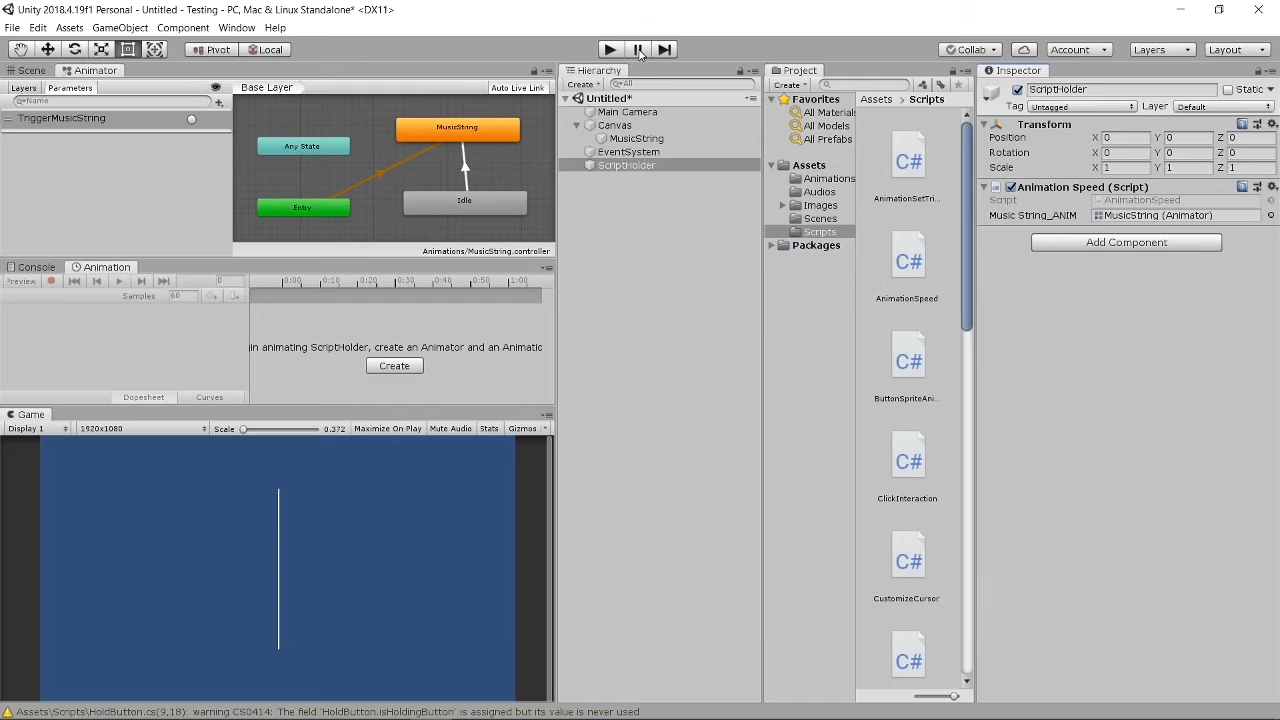 Unity 2018.4.19f1 Personal - Untitled - Testing - PC, Mac & Linux Standalone* <DX11>
File Edit Assets GameObject Component Window Help
Pivot Local Collab Account Layers Layout
Scene Animator
Layers Parameters Base Layer Auto Live Link
Name
TriggerMusicString
MusicString
Any State
Idle
Entry
Animations/MusicString.controller
Console Animation
Preview 0 0:00 0:10 0:20 0:30 0:40 0:50 1:00
Samples 60
in animating ScriptHolder, create an Animator and an Animatic
Create
Dopesheet Curves
Game
Display 1 1920x1080 Scale 0.372 Maximize On Play Mute Audio Stats Gizmos
Hierarchy
Create All
Untitled*
Main Camera
Canvas
MusicString
EventSystem
ScriptHolder
Project
Create
Favorites
All Material
All Models
All Prefabs
Assets
Animations
Audios
Images
Scenes
Scripts
Packages
Assets Scripts
C#
AnimationSetTri...
C#
AnimationSpeed
C#
ButtonSpriteAni...
C#
ClickInteraction
C#
CustomizeCursor
C#
Inspector
ScriptHolder Static
Tag Untagged Layer Default
Transform
Position X 0 Y 0 Z 0
Rotation X 0 Y 0 Z 0
Scale X 1 Y 1 Z 1
Animation Speed (Script)
Script AnimationSpeed
Music String_ANIM MusicString (Animator)
Add Component
Assets\Scripts\HoldButton.cs(9,18): warning CS0414: The field 'HoldButton.isHoldingButton' is assigned but its value is never used